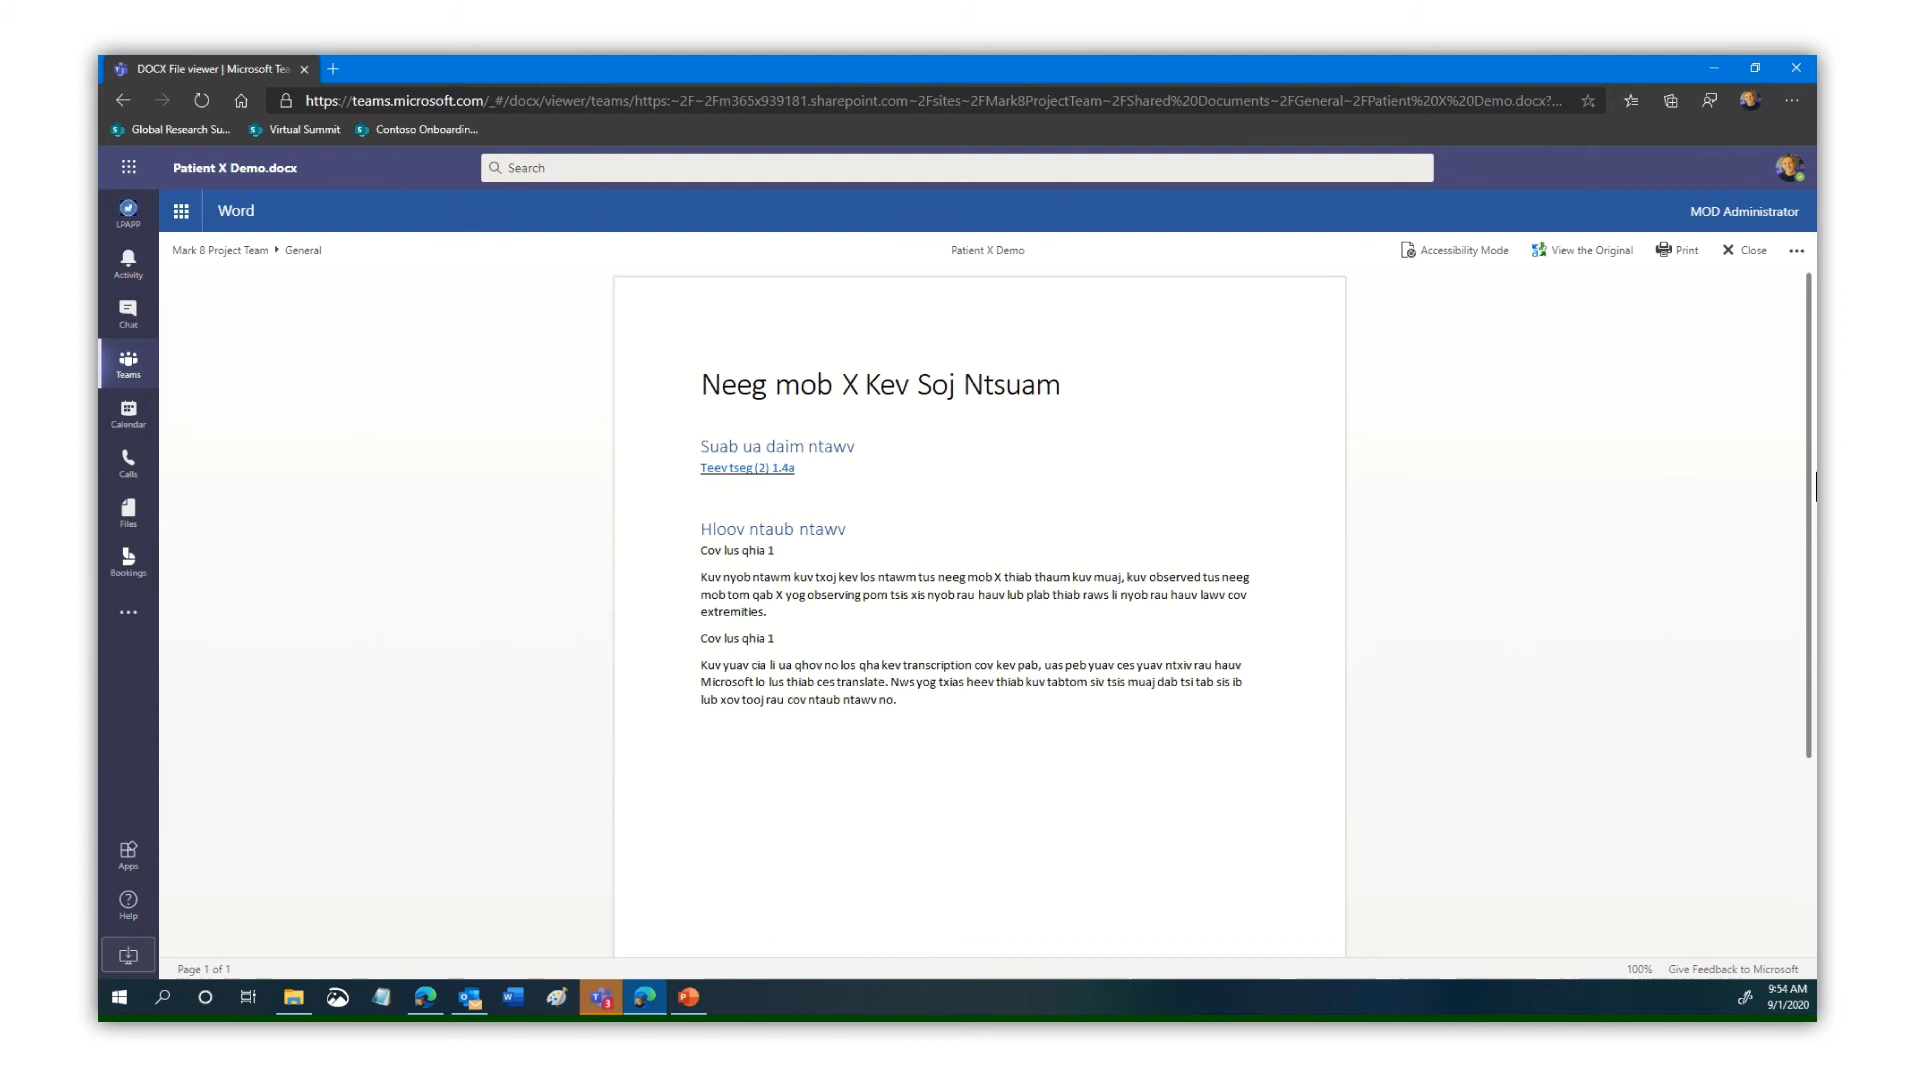 DOCX File viewer | Microsoft Tea
https://teams.microsoft.com/_#/docx/viewer/teams/https:~2F~2Fm365x939181.sharepoint.com~2Fsites~2FMark8ProjectTeam~2FShared%20Documents~2FGeneral~2FPatient%20X%20Demo.docx?...
Global Research Su... Virtual Summit Contoso Onboardin...
Patient X Demo.docx Search
LPAPP
Word MOD Administrator
Mark 8 Project Team General Patient X Demo Accessibility Mode View the Original Print Close
Activity
Chat
Teams
Calendar
Calls
Files
Bookings
Neeg mob X Kev Soj Ntsuam
Suab ua daim ntawv
Teev tseg (2) 1.4a
Hloov ntaub ntawv
Cov lus qhia 1
Kuv nyob ntawm kuv txoj kev los ntawm tus neeg mob X thiab thaum kuv muaj, kuv observed tus neeg
mob tom qab X yog observing pom tsis xis nyob rau hauv lub plab thiab raws li nyob rau hauv lawv cov
extremities.
Cov lus qhia 1
Kuv yuav cia li ua qhov no los qha kev transcription cov kev pab, uas peb yuav ces yuav ntxiv rau hauv
Microsoft lo lus thiab ces translate. Nws yog txias heev thiab kuv tabtom siv tsis muaj dab tsi tab sis ib
lub xov tooj rau cov ntaub ntawv no.
Apps
Help
Page 1 of 1 100% Give Feedback to Microsoft
3
9:54 AM
9/1/2020